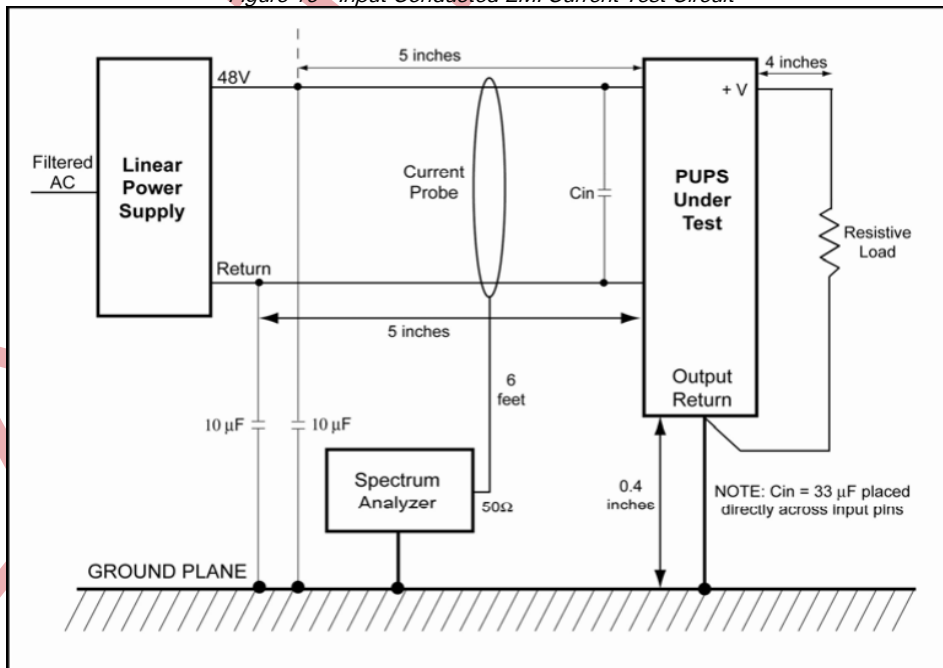 Figure 15 - Input Conducted EMI Current Test Circuit
5 inches
4 inches
48V
+ V
Filtered
AC
Linear
Power
Supply
Current
Probe
Cin
PUPS
Under
Test
Resistive
Load
Return
5 inches
Output
Return
6
feet
10 µF
10 µF
Spectrum
Analyzer
50Ω
0.4
inches
NOTE: Cin = 33 µF placed
directly across input pins
GROUND PLANE